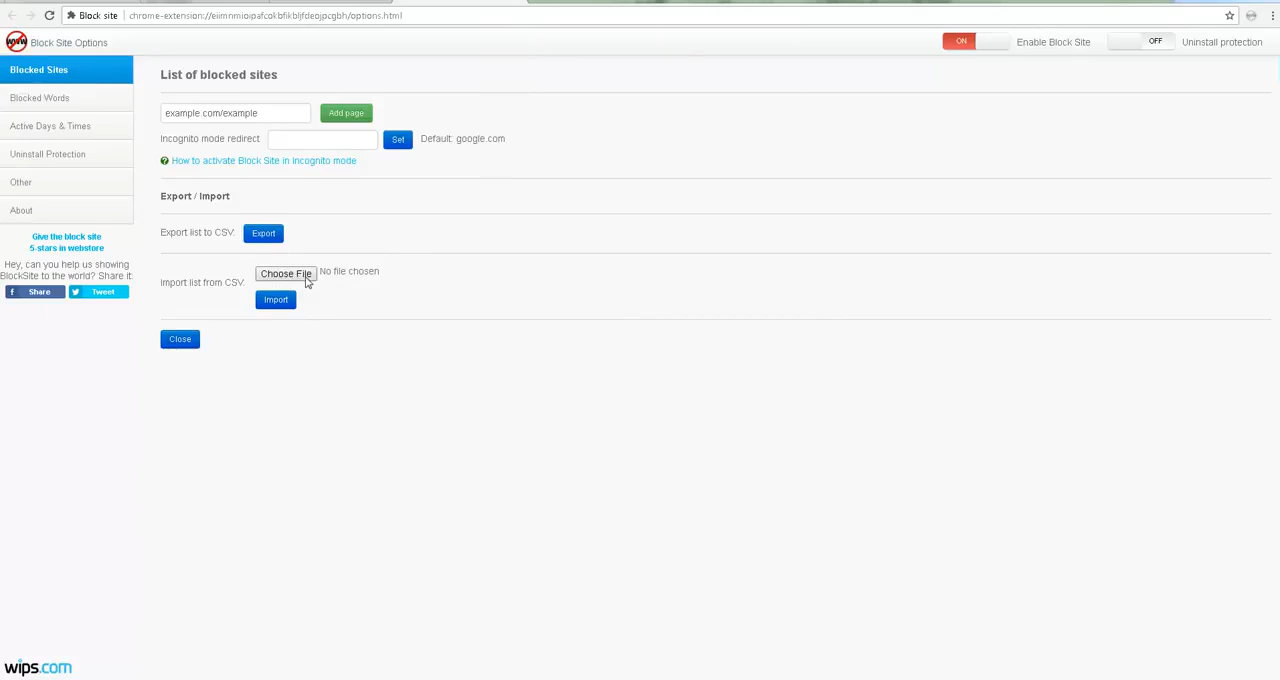 Block site chrome-extension://eiimnmioipafcokbfikbljfdeojpcgbh/options.html
www Block Site Options ON Enable Block Site OFF Uninstall protection
Blocked Sites
Blocked Words
Active Days & Times
Uninstall Protection
Other
About
Give the block site
5-stars in webstore
Hey, can you help us showing
BlockSite to the world? Share it:
f Share Tweet
List of blocked sites
example.com/example Add page
Incognito mode redirect Set Default: google.com
? How to activate Block Site in Incognito mode
Export / Import
Export list to CSV: Export
Import list from CSV: Choose File No file chosen
Import
Close
wips.com